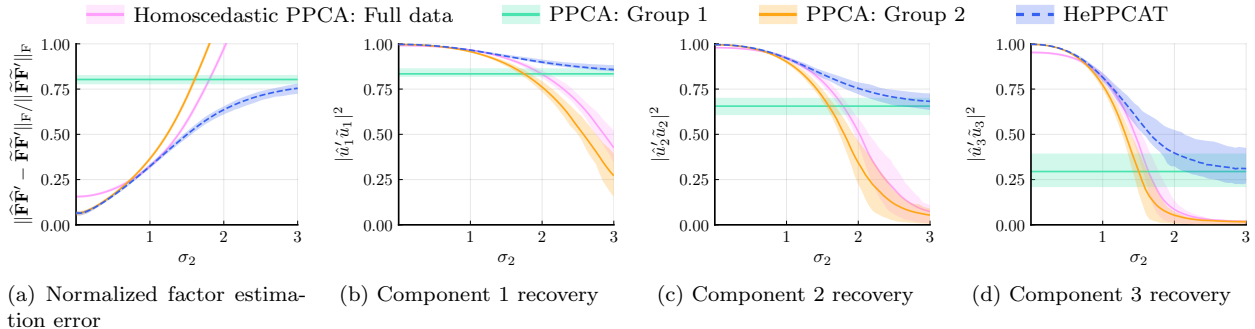 Homoscedastic PPCA: Full data PPCA: Group 1 PPCA: Group 2 HePPCAT
‖F̂F̂′ − F̃F̃′‖F/‖F̃F̃′‖F
1.00
0.75
0.50
0.25
0.00
1 2 3
σ2
(a) Normalized factor estima-
tion error
|û′1ũ1|2
1.00
0.75
0.50
0.25
0.00
1 2 3
σ2
(b) Component 1 recovery
|û′2ũ2|2
1.00
0.75
0.50
0.25
0.00
1 2 3
σ2
(c) Component 2 recovery
|û′3ũ3|2
1.00
0.75
0.50
0.25
0.00
1 2 3
σ2
(d) Component 3 recovery